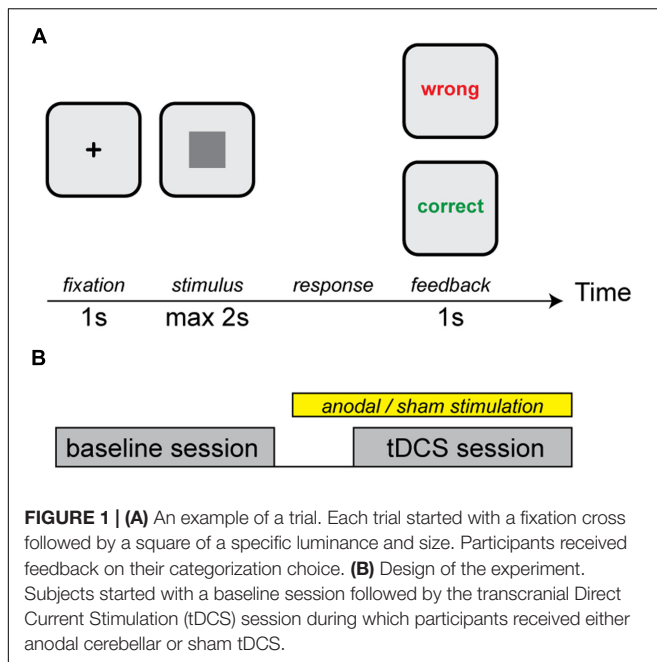 A
wrong
+
correct
fixation stimulus response feedback
Time
1s max 2s 1s
B
anodal / sham stimulation
baseline session tDCS session
FIGURE 1 | (A) An example of a trial. Each trial started with a fixation cross
followed by a square of a specific luminance and size. Participants received
feedback on their categorization choice. (B) Design of the experiment.
Subjects started with a baseline session followed by the transcranial Direct
Current Stimulation (tDCS) session during which participants received either
anodal cerebellar or sham tDCS.